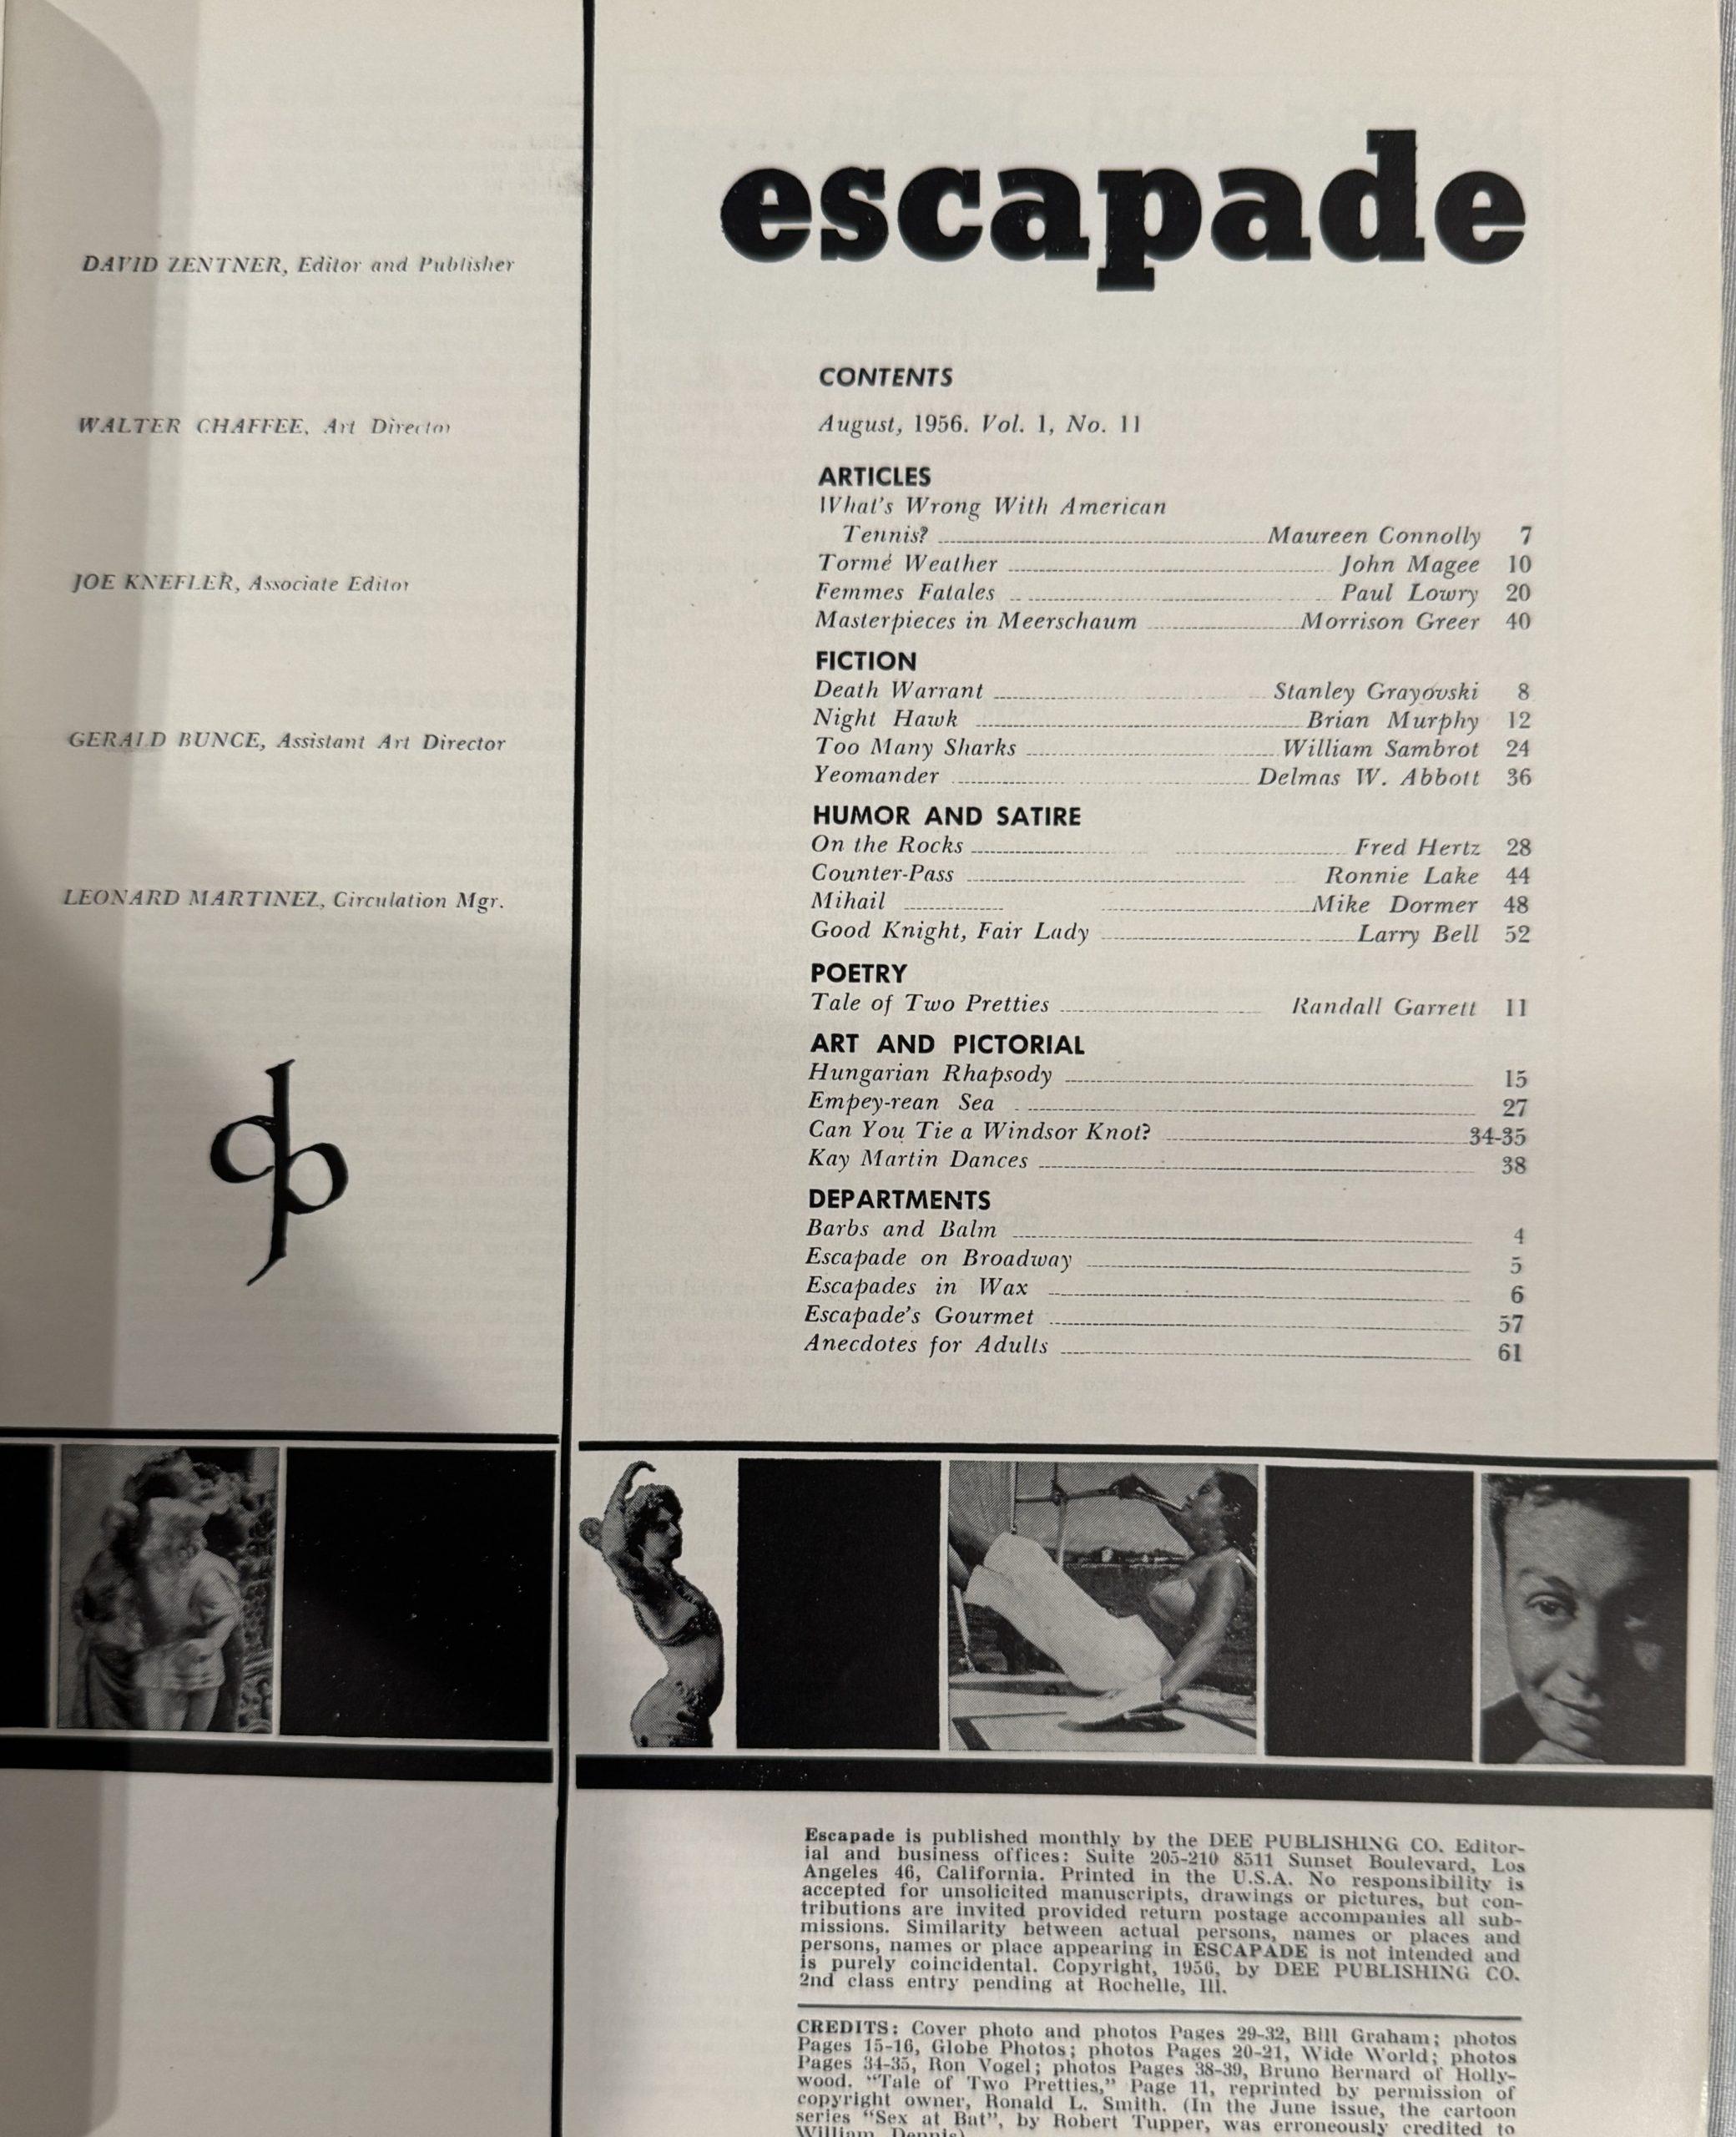 DAVID ZENTNER, Editor and Publisher
WALTER CHAFFEE, Art Director
JOE KNEFLER, Associate Editor
GERALD BUNCE, Assistant Art Director
LEONARD MARTINEZ, Circulation Mgr.
escapade
CONTENTS
August, 1956. Vol. 1, No. 11
ARTICLES
What's Wrong With American
Tennis? Maureen Connolly 7
Tormé Weather John Magee 10
Femmes Fatales Paul Lowry 20
Masterpieces in Meerschaum Morrison Greer 40
FICTION
Death Warrant Stanley Grayovski 8
Night Hawk Brian Murphy 12
Too Many Sharks William Sambrot 24
Yeomander Delmas W. Abbott 36
HUMOR AND SATIRE
On the Rocks Fred Hertz 28
Counter-Pass Ronnie Lake 44
Mihail Mike Dormer 48
Good Knight, Fair Lady Larry Bell 52
POETRY
Tale of Two Pretties Randall Garrett 11
ART AND PICTORIAL
Hungarian Rhapsody 15
Empey-rean Sea 27
Can You Tie a Windsor Knot? 34-35
Kay Martin Dances 38
DEPARTMENTS
Barbs and Balm 4
Escapade on Broadway 5
Escapades in Wax 6
Escapade's Gourmet 57
Anecdotes for Adults 61
Escapade is published monthly by the DEE PUBLISHING CO. Editor-
ial and business offices: Suite 205-210 8511 Sunset Boulevard, Los
Angeles 46, California. Printed in the U.S.A. No responsibility is
accepted for unsolicited manuscripts, drawings or pictures, but con-
tributions are invited provided return postage accompanies all sub-
missions. Similarity between actual persons, names or places and
persons, names or place appearing in ESCAPADE is not intended and
is purely coincidental. Copyright, 1956, by DEE PUBLISHING CO.
2nd class entry pending at Rochelle, Ill.
CREDITS: Cover photo and photos Pages 29-32, Bill Graham; photos
Pages 15-16, Globe Photos; photos Pages 20-21, Wide World; photos
Pages 34-35, Ron Vogel; photos Pages 38-39, Bruno Bernard of Holly-
wood. "Tale of Two Pretties," Page 11, reprinted by permission of
copyright owner, Ronald L. Smith. (In the June issue, the cartoon
series "Sex at Bat", by Robert Tupper, was erroneously credited to
William Dennis)